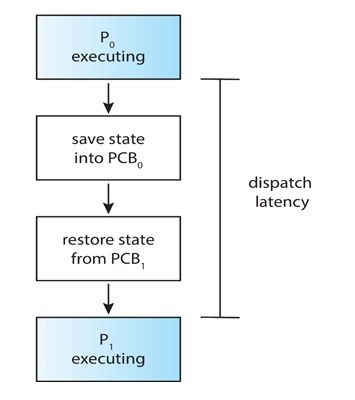 P₀
executing
save state
into PCB₀
restore state
from PCB₁
P₁
executing
dispatch
latency